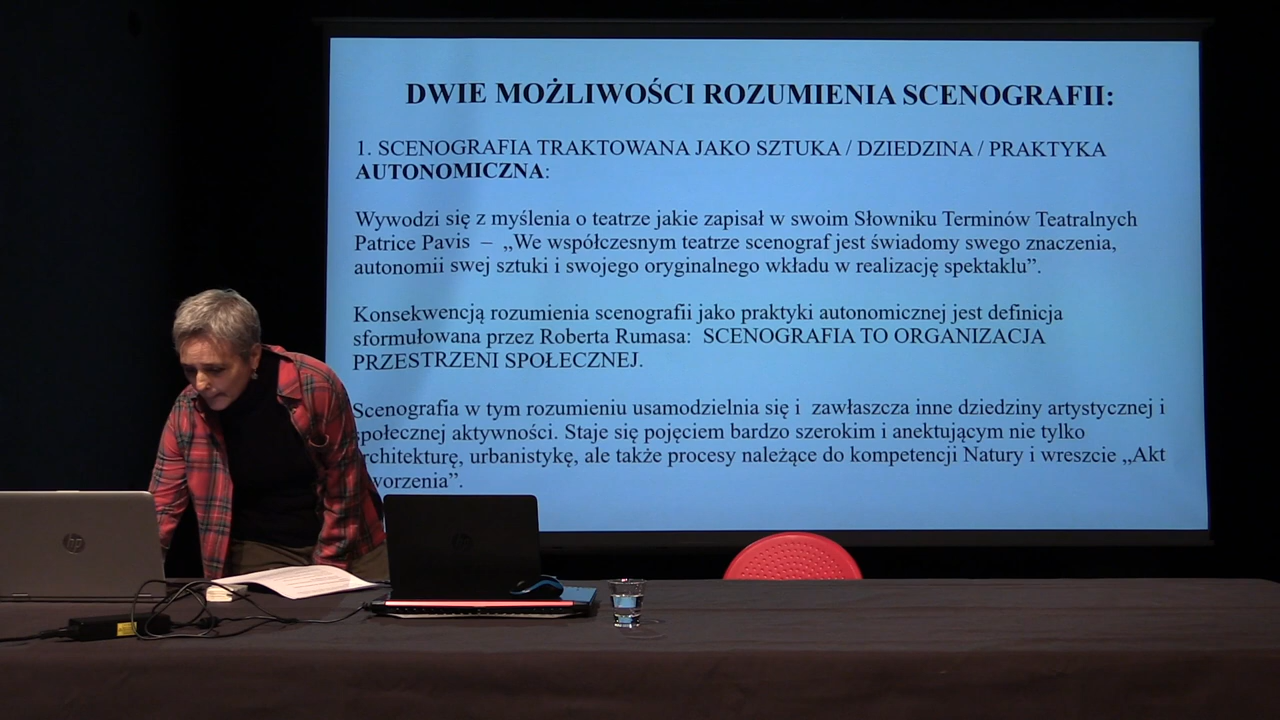 DWIE MOŻLIWOŚCI ROZUMIENIA SCENOGRAFII:
1. SCENOGRAFIA TRAKTOWANA JAKO SZTUKA / DZIEDZINA / PRAKTYKA
AUTONOMICZNA:
Wywodzi się z myślenia o teatrze jakie zapisał w swoim Słowniku Terminów Teatralnych
Patrice Pavis – „We współczesnym teatrze scenograf jest świadomy swego znaczenia,
autonomii swej sztuki i swojego oryginalnego wkładu w realizację spektaklu”.
Konsekwencją rozumienia scenografii jako praktyki autonomicznej jest definicja
sformułowana przez Roberta Rumasa: SCENOGRAFIA TO ORGANIZACJA
PRZESTRZENI SPOŁECZNEJ.
Scenografia w tym rozumieniu usamodzielnia się i zawłaszcza inne dziedziny artystycznej i
społecznej aktywności. Staje się pojęciem bardzo szerokim i anektującym nie tylko
rchitekturę, urbanistykę, ale także procesy należące do kompetencji Natury i wreszcie „Akt
worzenia”.
hp